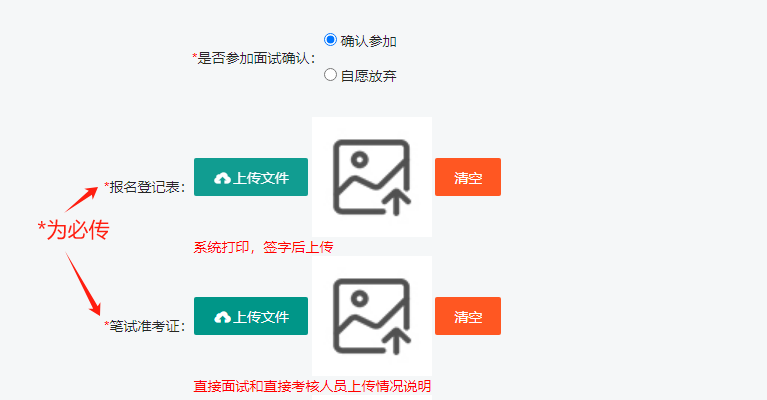 确认参加
*是否参加面试确认：
自愿放弃
*报名登记表： 上传文件 清空
*为必传
系统打印，签字后上传
*笔试准考证： 上传文件 清空
直接面试和直接考核人员上传情况说明